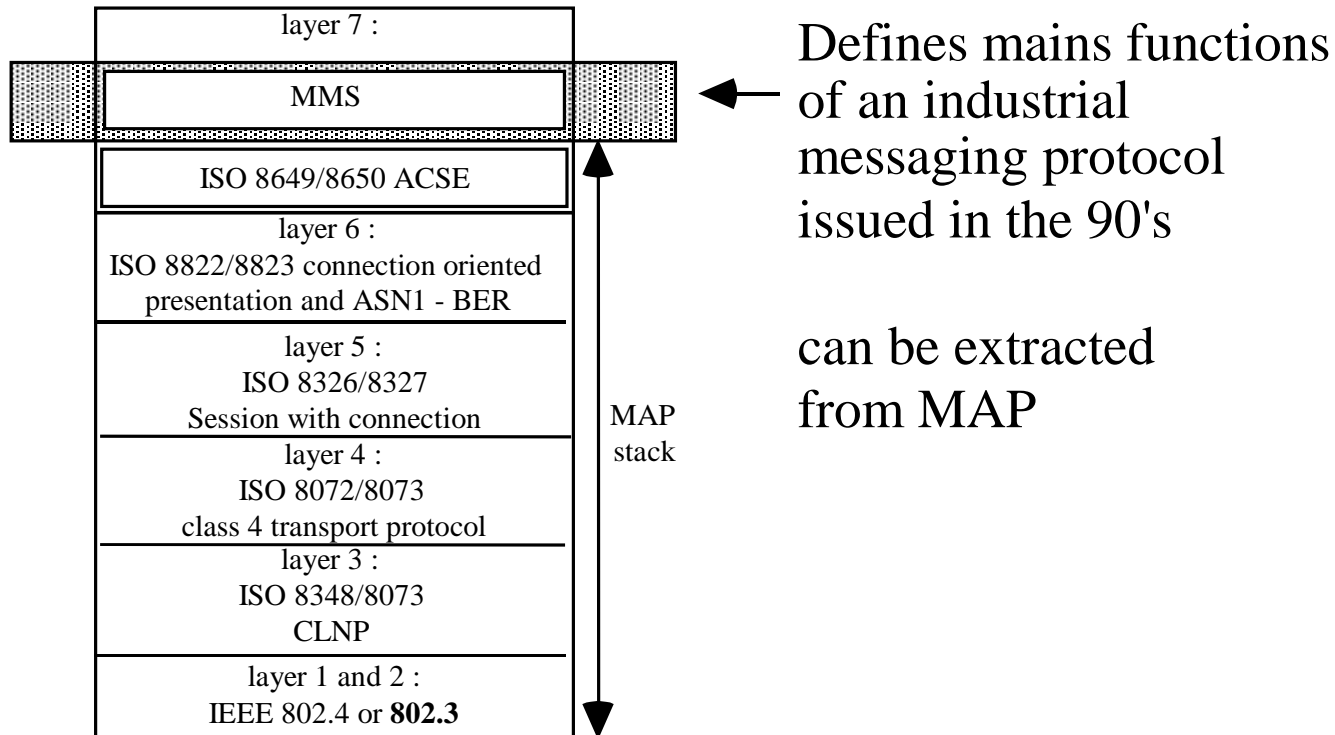 layer 7 :
MMS
ISO 8649/8650 ACSE
layer 6 :
ISO 8822/8823 connection oriented
presentation and ASN1 - BER
layer 5 :
ISO 8326/8327
Session with connection
layer 4 :
ISO 8072/8073
class 4 transport protocol
layer 3 :
ISO 8348/8073
CLNP
layer 1 and 2 :
IEEE 802.4 or 802.3
MAP
stack
Defines mains functions
of an industrial
messaging protocol
issued in the 90's
can be extracted
from MAP